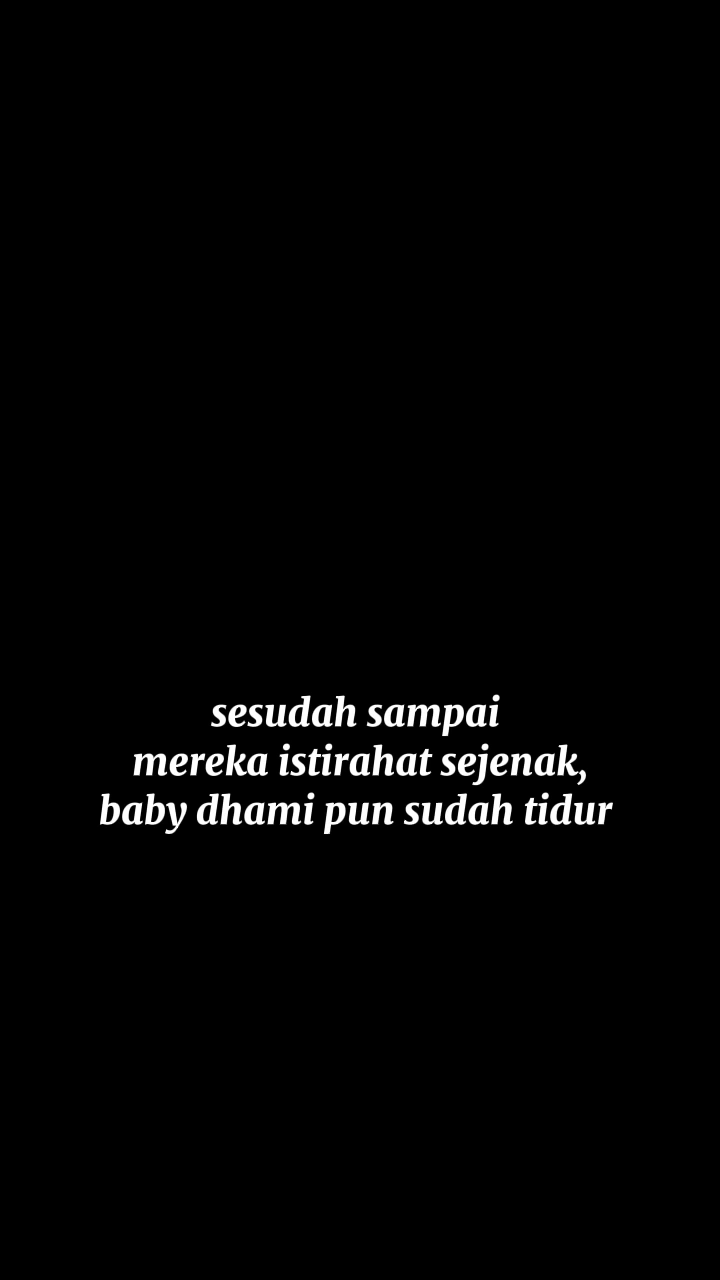 sesudah sampai
mereka istirahat sejenak,
baby dhami pun sudah tidur